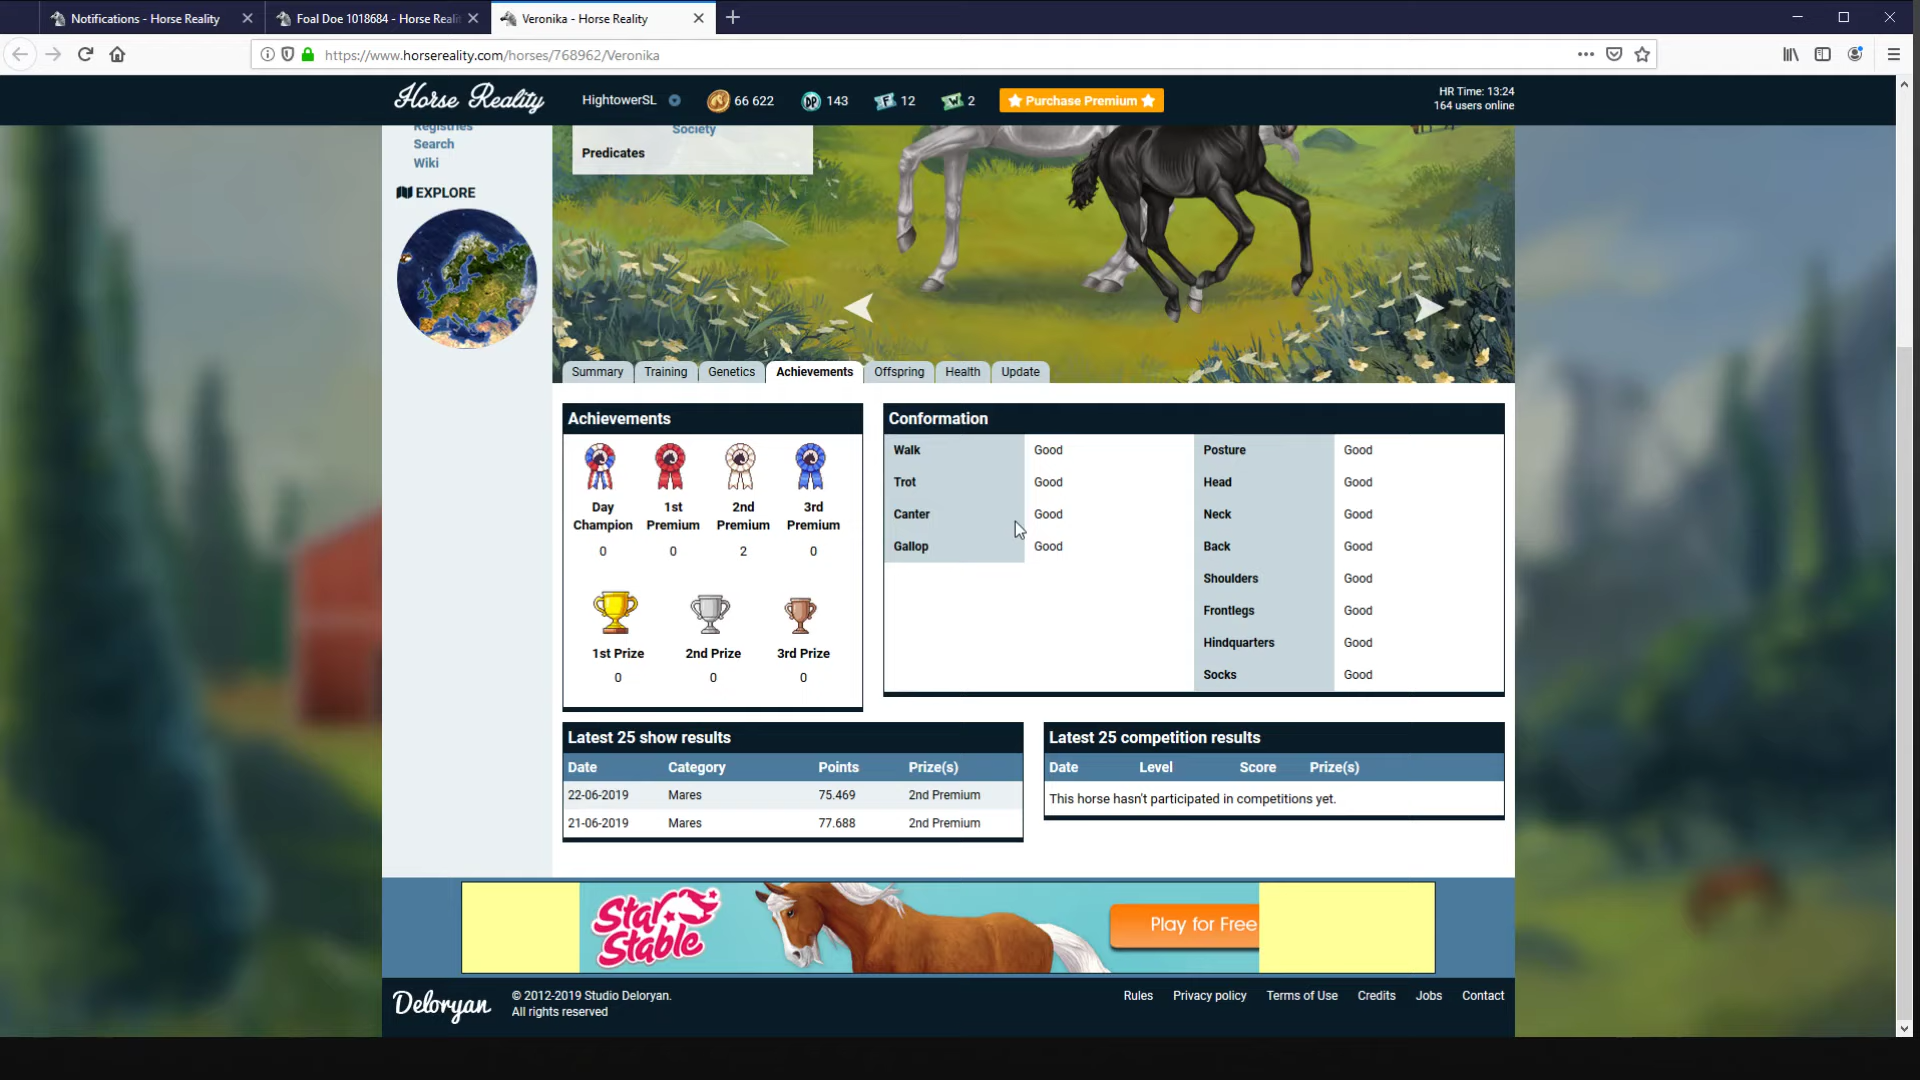 Notifications - Horse Reality
Foal Doe 1018684 - Horse Reali
Veronika - Horse Reality
https://www.horsereality.com/horses/768962/Veronika
Horse Reality
HightowerSL
66 622
DP 143
12
2
Purchase Premium
HR Time: 13:24
164 users online
Registries
Search
Wiki
EXPLORE
Society
Predicates
Summary Training Genetics Achievements Offspring Health Update
Achievements
Day Champion 1st Premium 2nd Premium 3rd Premium
0 0 2 0
1st Prize 2nd Prize 3rd Prize
0 0 0
Conformation
Walk Good Posture Good
Trot Good Head Good
Canter Good Neck Good
Gallop Good Back Good
Shoulders Good
Frontlegs Good
Hindquarters Good
Socks Good
Latest 25 show results
Date Category Points Prize(s)
22-06-2019 Mares 75.469 2nd Premium
21-06-2019 Mares 77.688 2nd Premium
Latest 25 competition results
Date Level Score Prize(s)
This horse hasn't participated in competitions yet.
Star Stable
Play for Free
Deloryan
© 2012-2019 Studio Deloryan.
All rights reserved
Rules Privacy policy Terms of Use Credits Jobs Contact